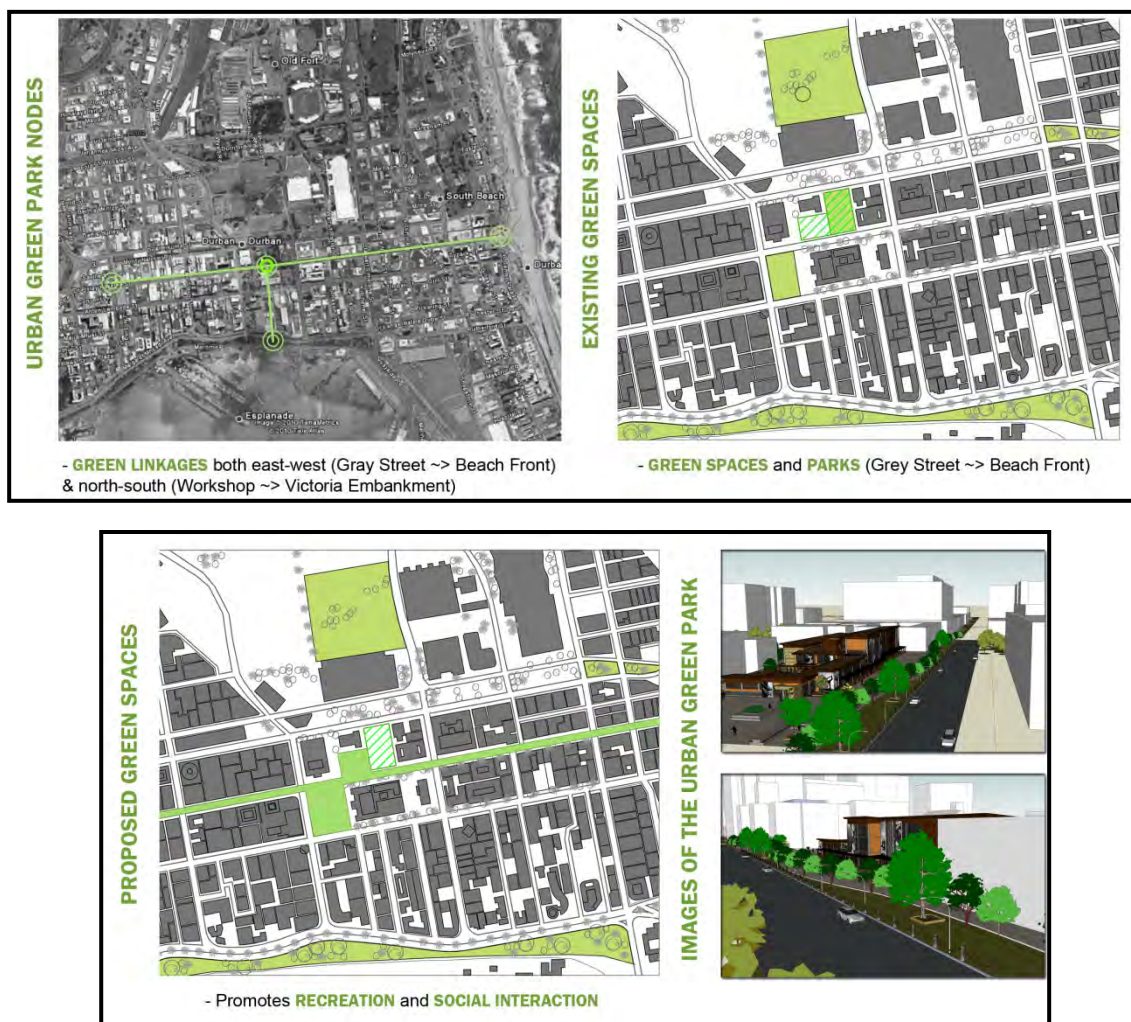 URBAN GREEN PARK NODES
Old Fort
South Beach
Durban Durban
Durba
Esplanade
EXISTING GREEN SPACES
- GREEN LINKAGES both east-west (Gray Street ~> Beach Front)
& north-south (Workshop ~> Victoria Embankment)
- GREEN SPACES and PARKS (Grey Street ~> Beach Front)
PROPOSED GREEN SPACES
IMAGES OF THE URBAN GREEN PARK
- Promotes RECREATION and SOCIAL INTERACTION